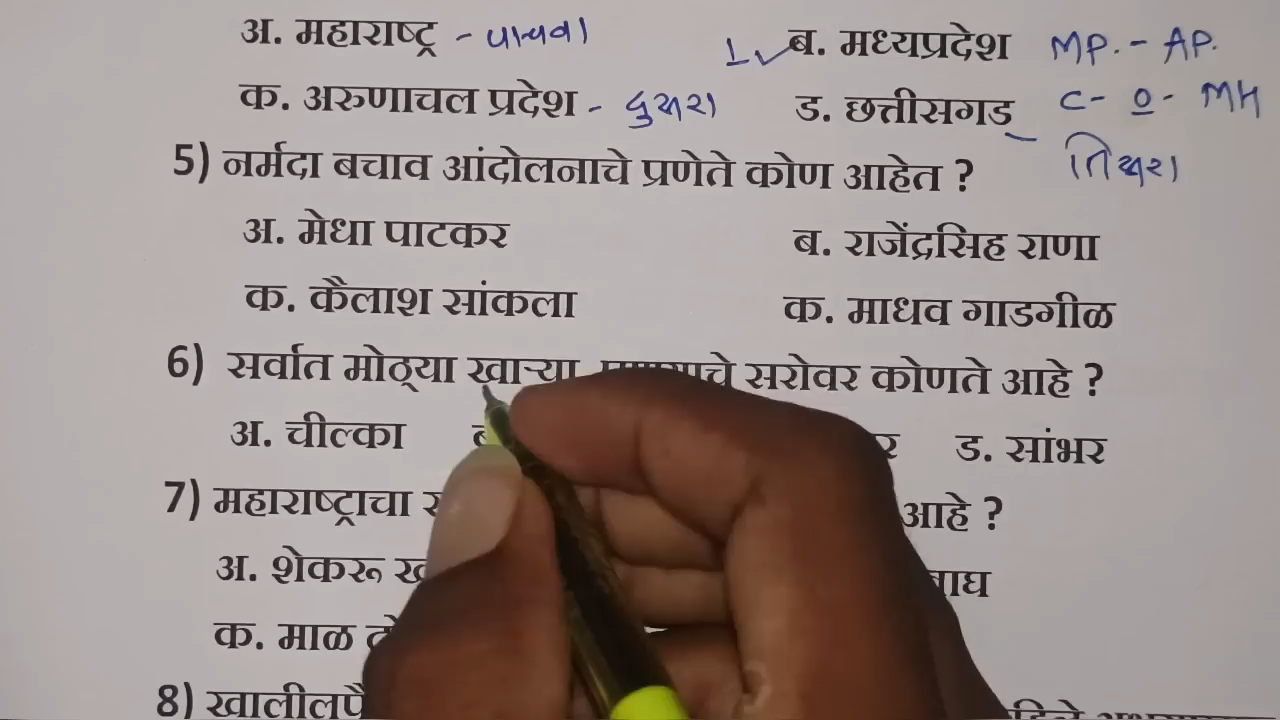 अ. महाराष्ट्र - पाचवा ब. मध्यप्रदेश MP. - AP.
क. अरुणाचल प्रदेश - दुसरा ड. छत्तीसगड C - O - MH
तिसरा
5) नर्मदा बचाव आंदोलनाचे प्रणेते कोण आहेत ?
अ. मेधा पाटकर ब. राजेंद्रसिह राणा
क. कैलाश सांकला क. माधव गाडगीळ
6) सर्वात मोठ्या खाऱ्या सरोवर कोणते आहे ?
अ. चील्का ड. सांभर
7) महाराष्ट्राचा आहे ?
अ. शेकरू
क. माळ
8)